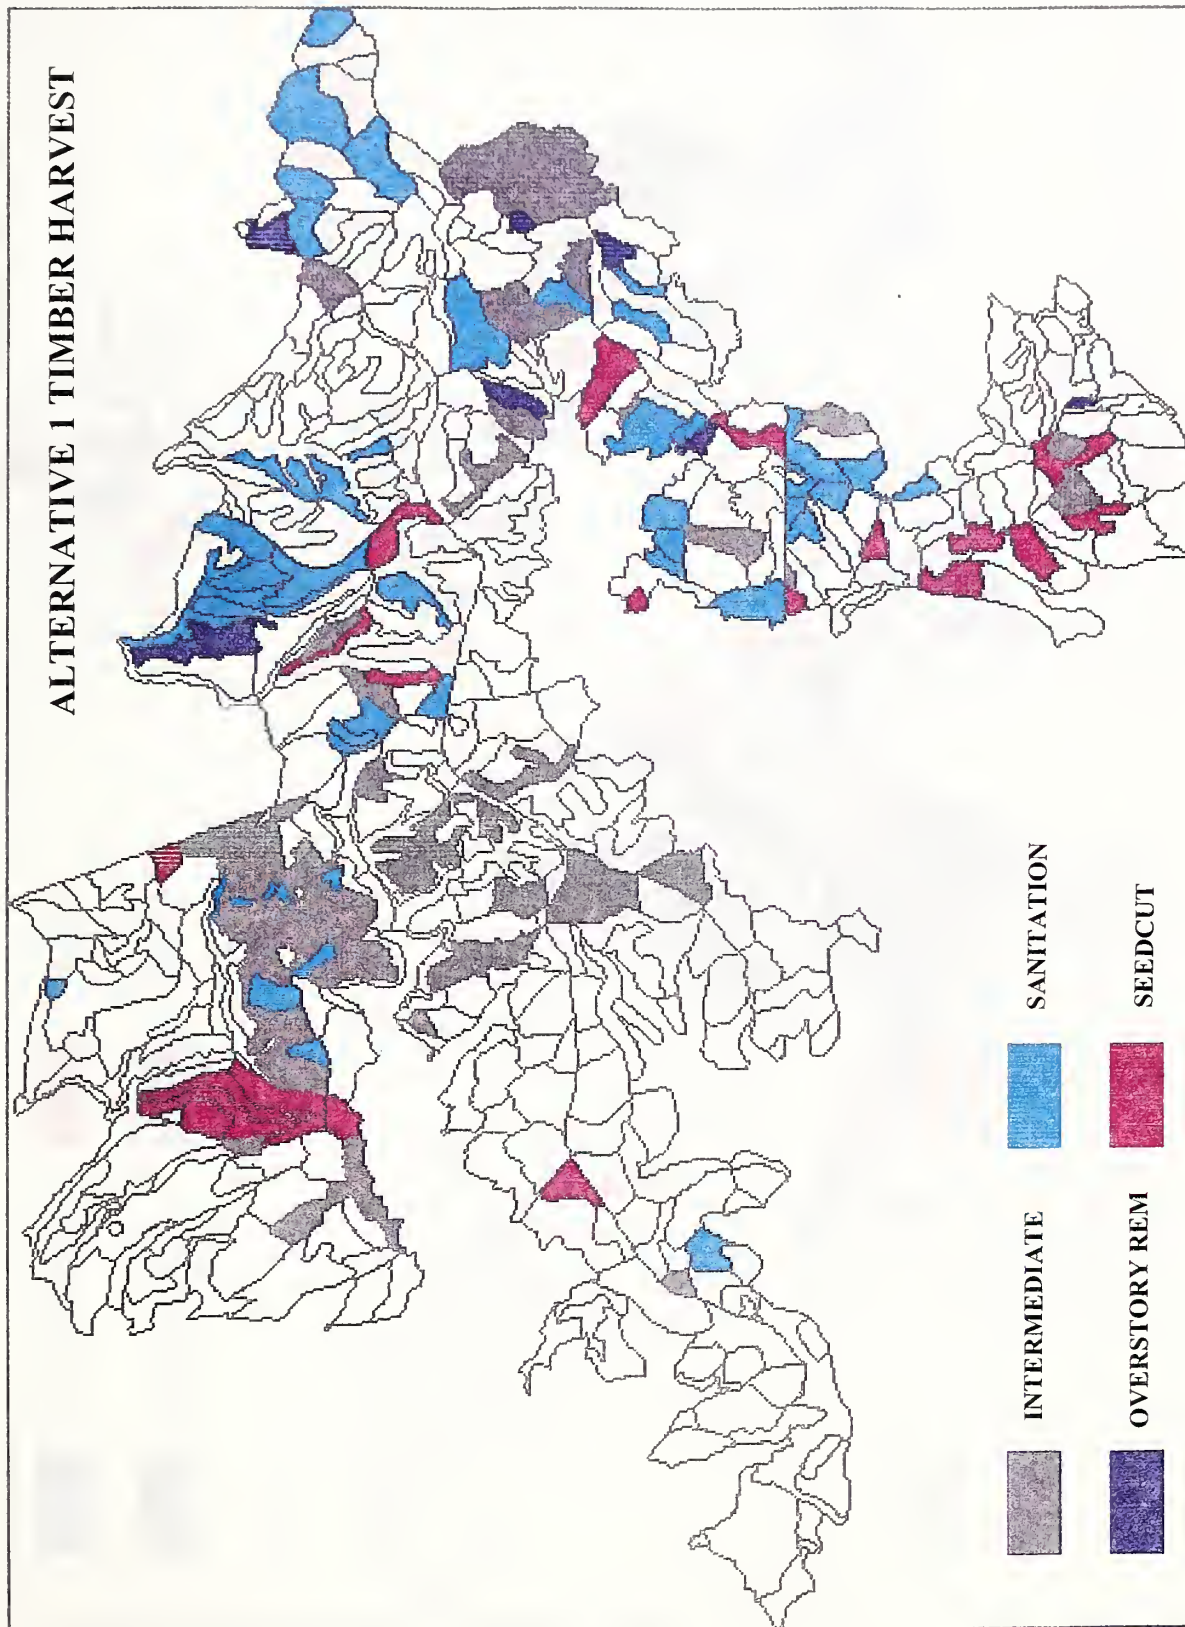 ALTERNATIVE 1 TIMBER HARVEST
INTERMEDIATE
SANITATION
OVERSTORY REM
SEEDCUT